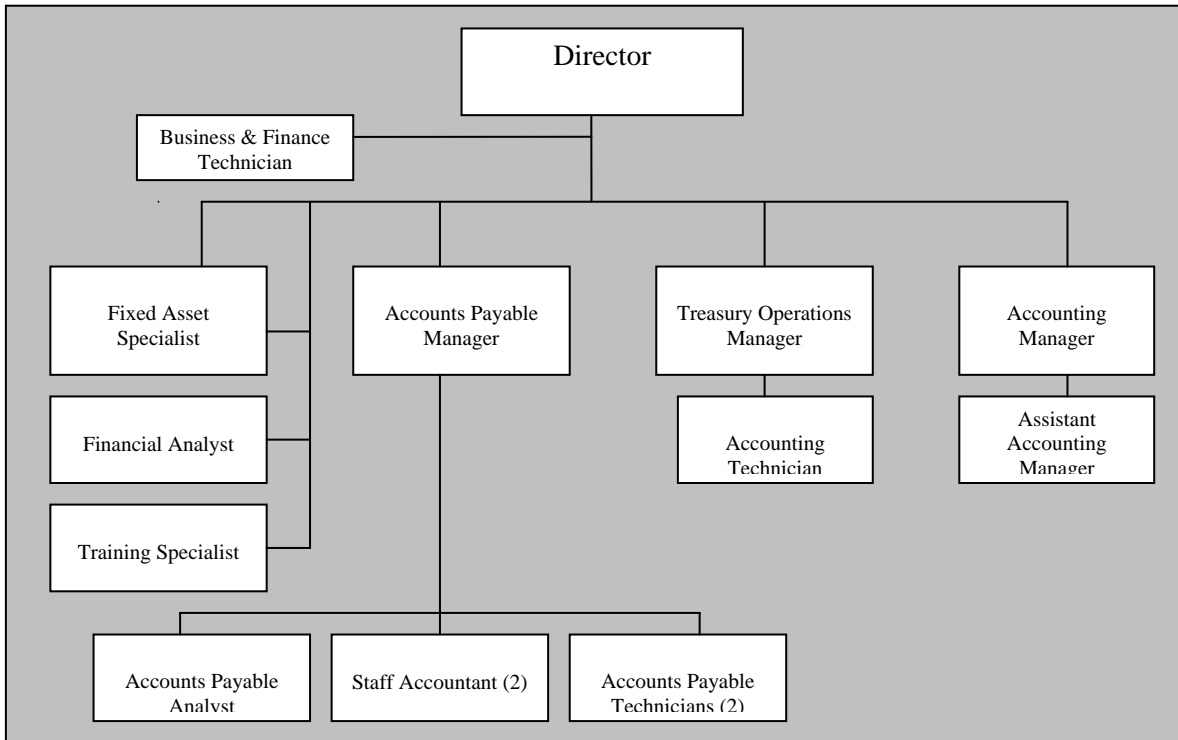 Director
Business & Finance
Technician
Fixed Asset
Specialist
Accounts Payable
Manager
Treasury Operations
Manager
Accounting
Manager
Financial Analyst
Accounting
Technician
Assistant
Accounting
Manager
Training Specialist
Accounts Payable
Analyst
Staff Accountant (2)
Accounts Payable
Technicians (2)